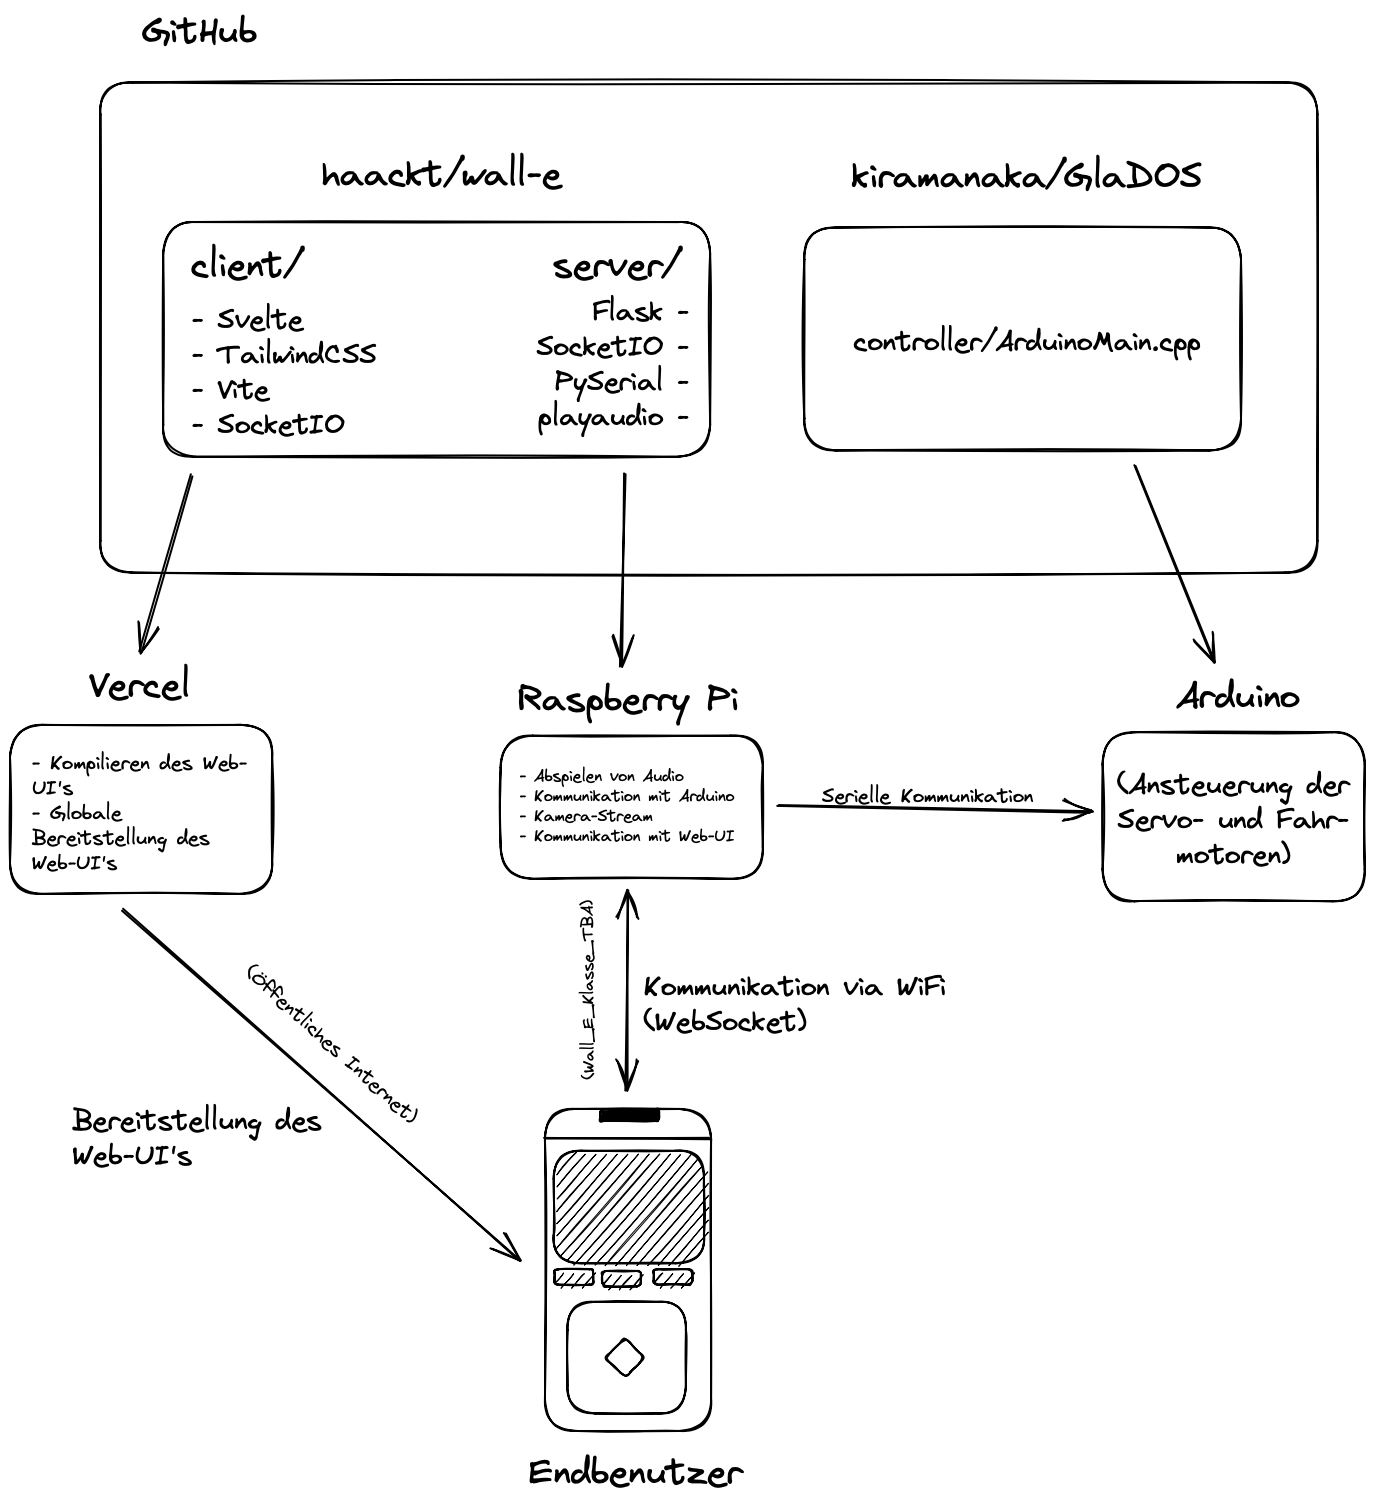 GitHub
haackt/wall-e
kiramanaka/GlaDOS
client/
- Svelte
- TailwindCSS
- Vite
- SocketIO
server/
Flask -
SocketIO -
PySerial -
playaudio -
controller/ArduinoMain.cpp
Vercel
- Kompilieren des Web-
UI's
- Globale
Bereitstellung des
Web-UI's
Raspberry Pi
- Abspielen von Audio
- Kommunikation mit Arduino
- Kamera-Stream
- Kommunikation mit Web-UI
Serielle Kommunikation
Arduino
(Ansteuerung der
Servo- und Fahr-
motoren)
(Wall_E_Klasse_TBA)
Kommunikation via WiFi
(WebSocket)
(öffentliches Internet)
Bereitstellung des
Web-UI's
Endbenutzer